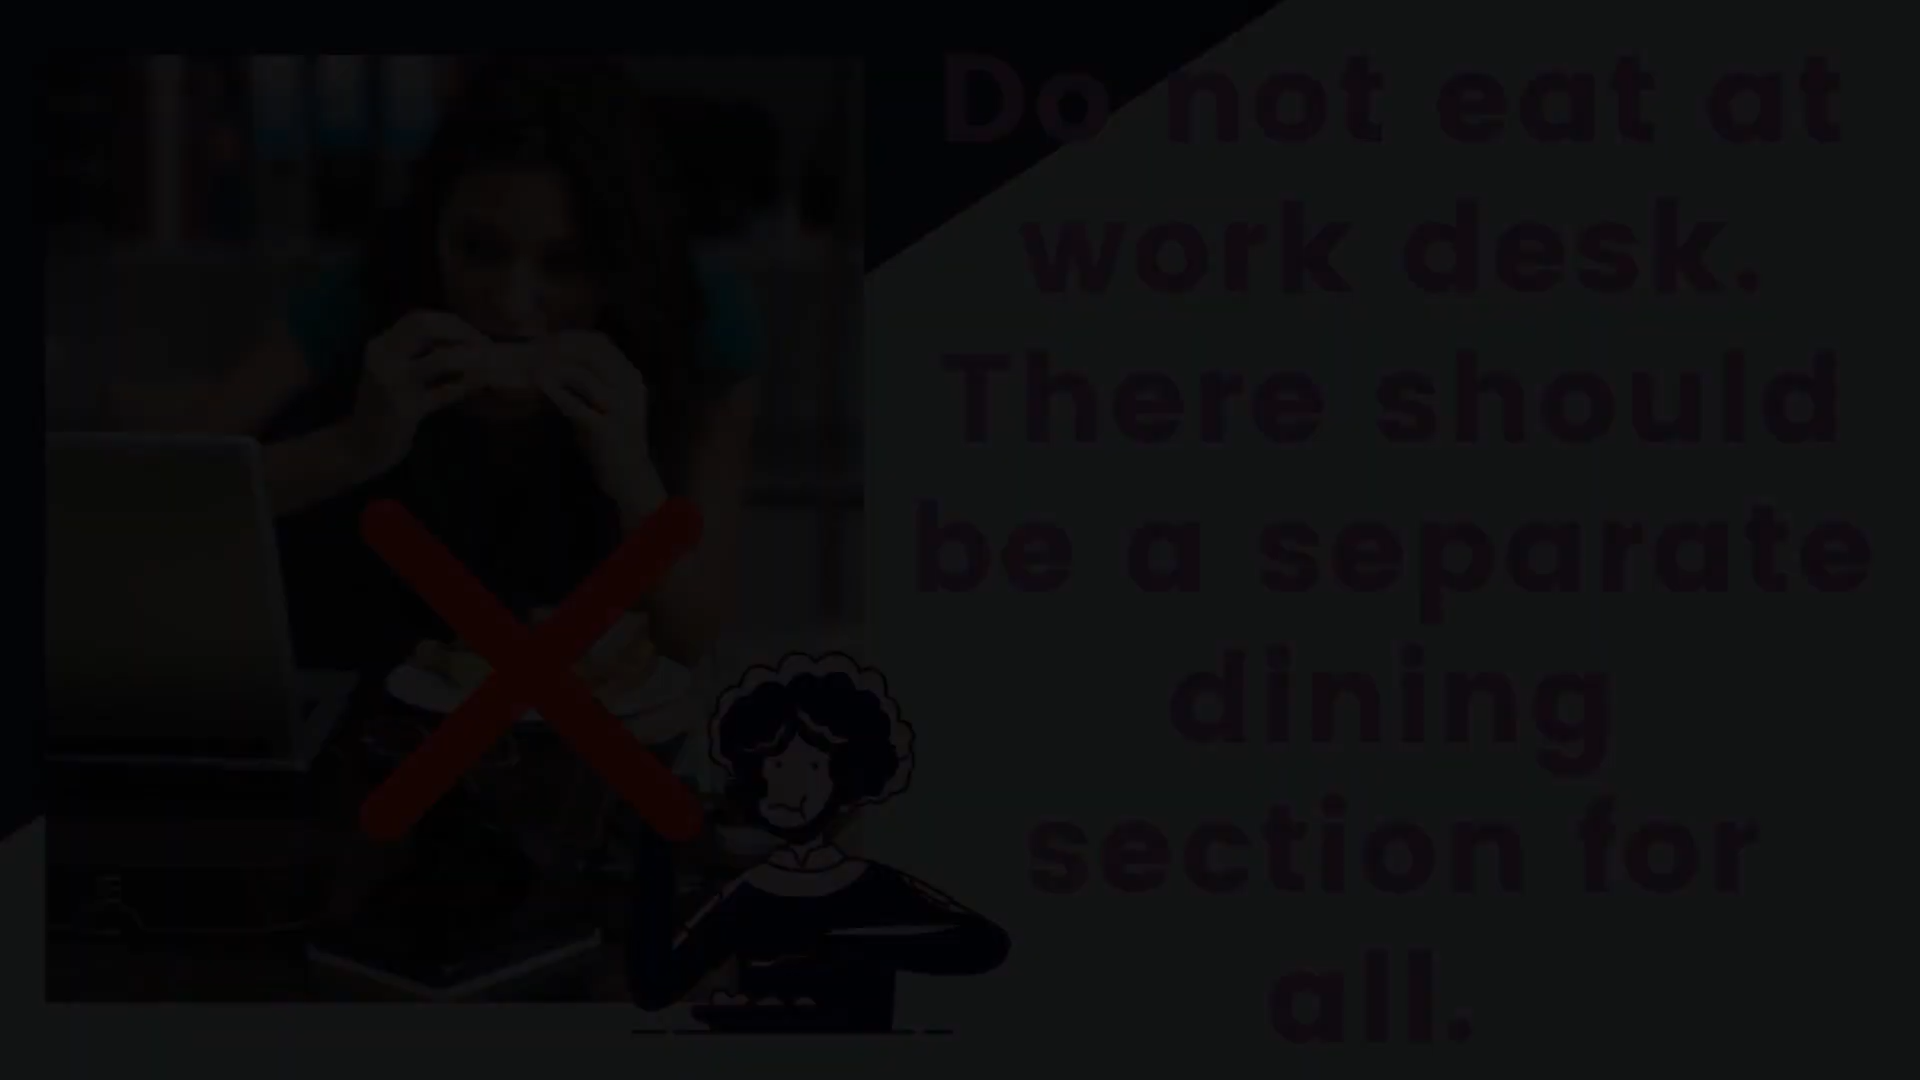 Do not eat at
work desk.
There should
be a separate
dining
section for
all.